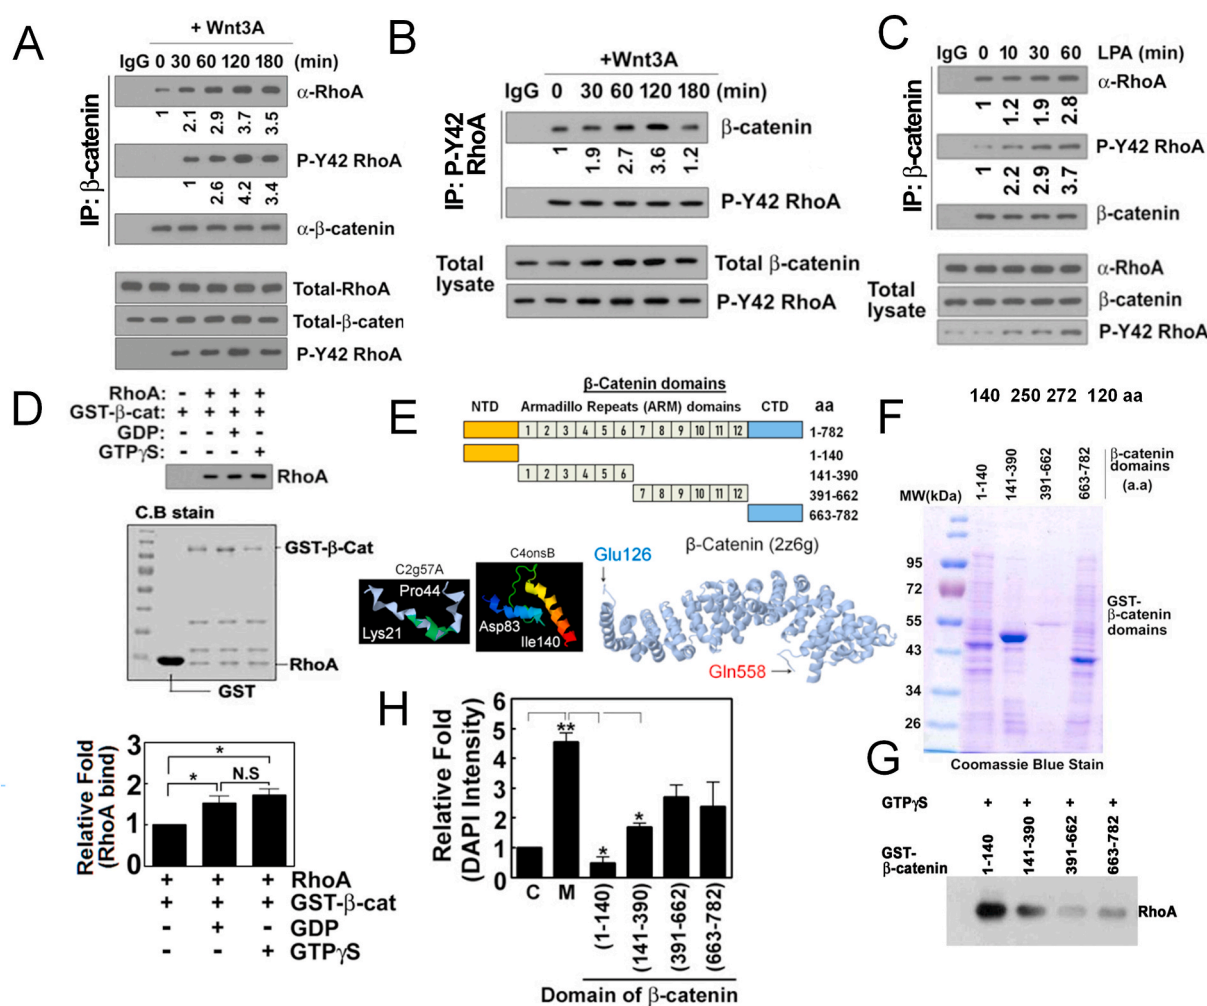 A
+ Wnt3A
IgG 0 30 60 120 180 (min)
IP: β-catenin
α-RhoA
1 2.1 2.9 3.7 3.5
P-Y42 RhoA
1 2.6 4.2 3.4
α-β-catenin
Total-RhoA
Total-β-caten
P-Y42 RhoA
B
+Wnt3A
IgG 0 30 60 120 180 (min)
IP: P-Y42
RhoA
β-catenin
1 1.9 2.7 3.6 1.2
P-Y42 RhoA
Total
lysate
Total β-catenin
P-Y42 RhoA
C
IgG 0 10 30 60 LPA (min)
IP: β-catenin
α-RhoA
1 1.2 1.9 2.8
P-Y42 RhoA
1 2.2 2.9 3.7
β-catenin
Total
lysate
α-RhoA
β-catenin
P-Y42 RhoA
D
RhoA: - + + +
GST-β-cat: + + + +
GDP: - - + -
GTPγS: - - - +
RhoA
C.B stain
GST-β-Cat
RhoA
GST
Relative Fold
(RhoA bind)
3
2
1
0
*
*
N.S
+ + + RhoA
+ + + GST-β-cat
- + - GDP
- - + GTPγS
E
β-Catenin domains
NTD Armadillo Repeats (ARM) domains CTD aa
1 2 3 4 5 6 7 8 9 10 11 12 1-782
1-140
1 2 3 4 5 6 141-390
7 8 9 10 11 12 391-662
663-782
C2g57A
Pro44
Lys21
C4onsB
Asp83
Ile140
β-Catenin (2z6g)
Glu126
Gln558
F
140 250 272 120 aa
MW(kDa)
1-140
141-390
391-662
663-782
β-catenin
domains
(a.a)
95
72
55
43
34
26
GST-
β-catenin
domains
Coomassie Blue Stain
G
GTPγS + + + +
GST-
β-catenin
1-140
141-390
391-662
663-782
RhoA
H
Relative Fold
(DAPI Intensity)
6
5
4
3
2
1
0
**
*
*
C M (1-140) (141-390) (391-662) (663-782)
Domain of β-catenin